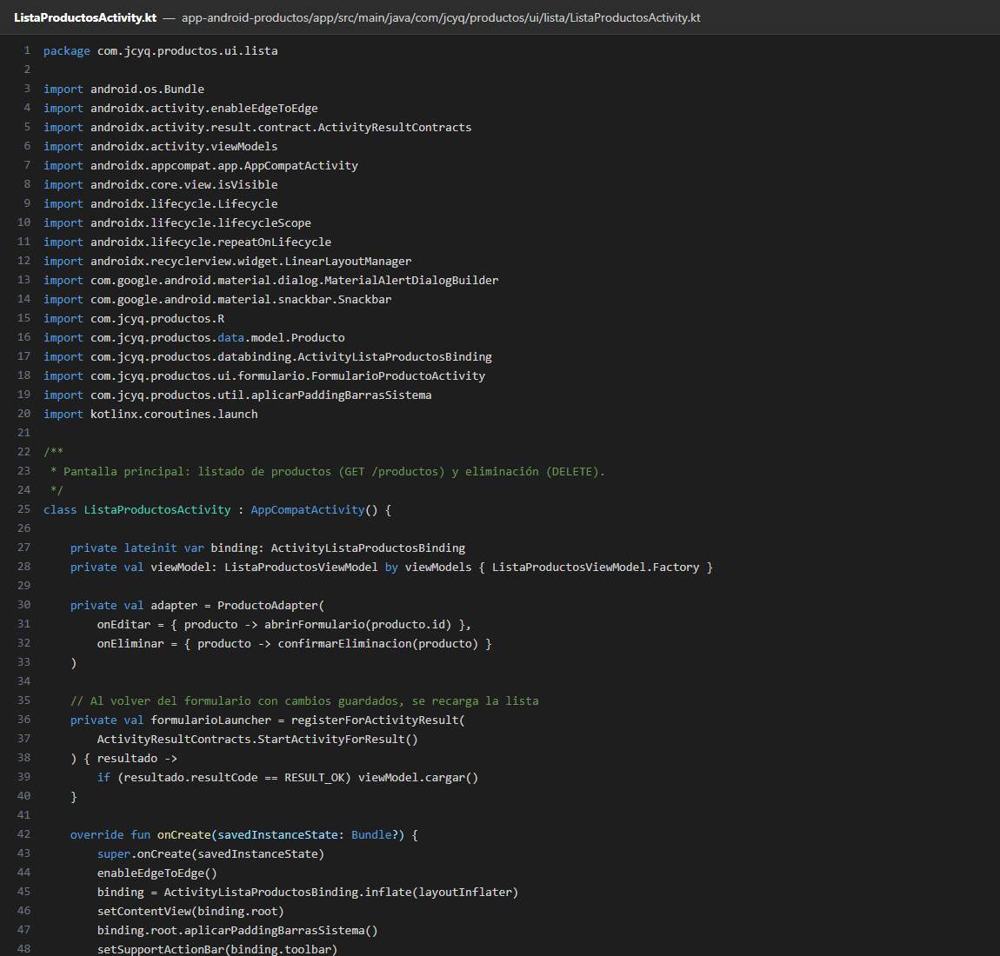 ListaProductosActivity.kt — app-android-productos/app/src/main/java/com/jcyq/productos/ui/lista/ListaProductosActivity.kt
1 package com.jcyq.productos.ui.lista
2
3 import android.os.Bundle
4 import androidx.activity.enableEdgeToEdge
5 import androidx.activity.result.contract.ActivityResultContracts
6 import androidx.activity.viewModels
7 import androidx.appcompat.app.AppCompatActivity
8 import androidx.core.view.isVisible
9 import androidx.lifecycle.Lifecycle
10 import androidx.lifecycle.lifecycleScope
11 import androidx.lifecycle.repeatOnLifecycle
12 import androidx.recyclerview.widget.LinearLayoutManager
13 import com.google.android.material.dialog.MaterialAlertDialogBuilder
14 import com.google.android.material.snackbar.Snackbar
15 import com.jcyq.productos.R
16 import com.jcyq.productos.data.model.Producto
17 import com.jcyq.productos.databinding.ActivityListaProductosBinding
18 import com.jcyq.productos.ui.formulario.FormularioProductoActivity
19 import com.jcyq.productos.util.aplicarPaddingBarrasSistema
20 import kotlinx.coroutines.launch
21
22 /**
23  * Pantalla principal: listado de productos (GET /productos) y eliminación (DELETE).
24  */
25 class ListaProductosActivity : AppCompatActivity() {
26
27     private lateinit var binding: ActivityListaProductosBinding
28     private val viewModel: ListaProductosViewModel by viewModels { ListaProductosViewModel.Factory }
29
30     private val adapter = ProductoAdapter(
31         onEditar = { producto -> abrirFormulario(producto.id) },
32         onEliminar = { producto -> confirmarEliminacion(producto) }
33     )
34
35     // Al volver del formulario con cambios guardados, se recarga la lista
36     private val formularioLauncher = registerForActivityResult(
37         ActivityResultContracts.StartActivityForResult()
38     ) { resultado ->
39         if (resultado.resultCode == RESULT_OK) viewModel.cargar()
40     }
41
42     override fun onCreate(savedInstanceState: Bundle?) {
43         super.onCreate(savedInstanceState)
44         enableEdgeToEdge()
45         binding = ActivityListaProductosBinding.inflate(layoutInflater)
46         setContentView(binding.root)
47         binding.root.aplicarPaddingBarrasSistema()
48         setSupportActionBar(binding.toolbar)